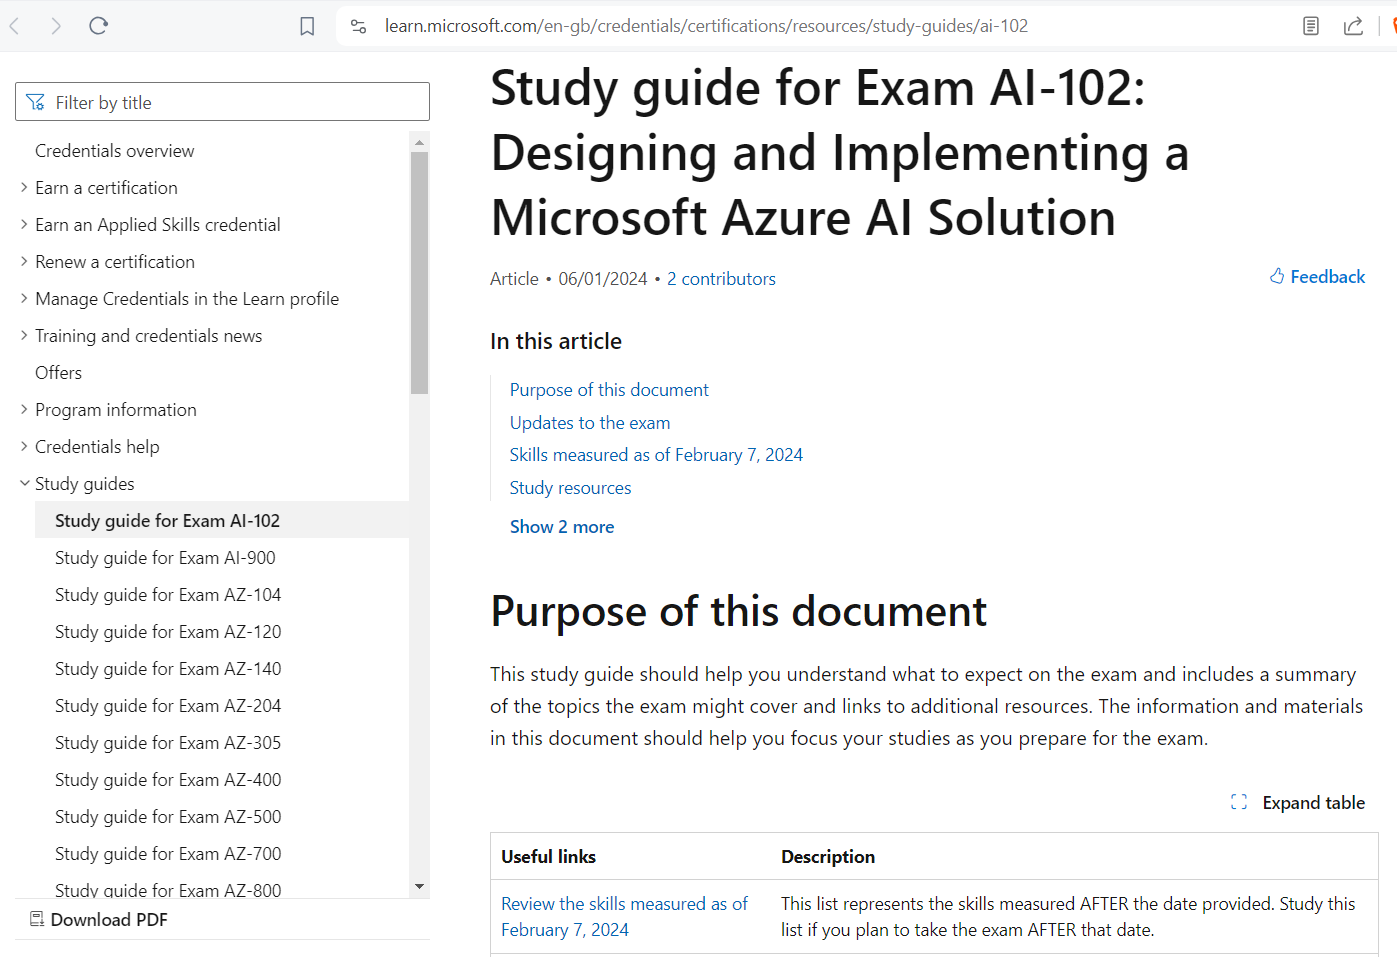 learn.microsoft.com/en-gb/credentials/certifications/resources/study-guides/ai-102
Filter by title
Credentials overview
Earn a certification
Earn an Applied Skills credential
Renew a certification
Manage Credentials in the Learn profile
Training and credentials news
Offers
Program information
Credentials help
Study guides
Study guide for Exam AI-102
Study guide for Exam AI-900
Study guide for Exam AZ-104
Study guide for Exam AZ-120
Study guide for Exam AZ-140
Study guide for Exam AZ-204
Study guide for Exam AZ-305
Study guide for Exam AZ-400
Study guide for Exam AZ-500
Study guide for Exam AZ-700
Study guide for Exam AZ-800
Download PDF
Study guide for Exam AI-102:
Designing and Implementing a
Microsoft Azure AI Solution
Article • 06/01/2024 • 2 contributors
Feedback
In this article
Purpose of this document
Updates to the exam
Skills measured as of February 7, 2024
Study resources
Show 2 more
Purpose of this document
This study guide should help you understand what to expect on the exam and includes a summary
of the topics the exam might cover and links to additional resources. The information and materials
in this document should help you focus your studies as you prepare for the exam.
Expand table
Useful links
Description
Review the skills measured as of
February 7, 2024
This list represents the skills measured AFTER the date provided. Study this
list if you plan to take the exam AFTER that date.